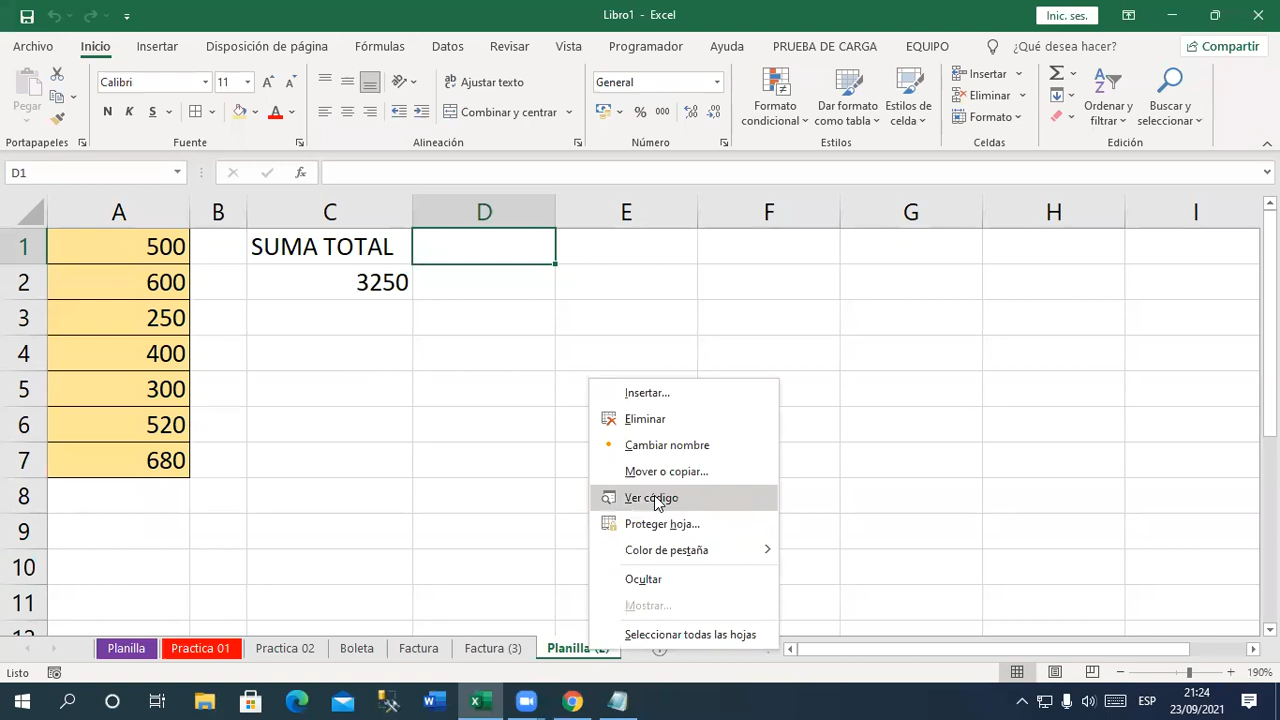 Libro1 - Excel
Inic. ses.
Archivo Inicio Insertar Disposición de página Fórmulas Datos Revisar Vista Programador Ayuda PRUEBA DE CARGA EQUIPO ¿Qué desea hacer? Compartir
Pegar
Calibri 11
N K S
Ajustar texto
Combinar y centrar
General
% 000
Formato condicional
Dar formato como tabla
Estilos de celda
Insertar
Eliminar
Formato
Ordenar y filtrar
Buscar y seleccionar
Portapapeles Fuente Alineación Número Estilos Celdas Edición
D1 fx
A B C D E F G H I
1 500 SUMA TOTAL
2 600 3250
3 250
4 400
5 300
6 520
7 680
8
9
10
11
12
Insertar...
Eliminar
Cambiar nombre
Mover o copiar...
Ver código
Proteger hoja...
Color de pestaña
Ocultar
Mostrar...
Seleccionar todas las hojas
Planilla Practica 01 Practica 02 Boleta Factura Factura (3) Planilla (2)
Listo 190%
ESP 21:24
23/09/2021